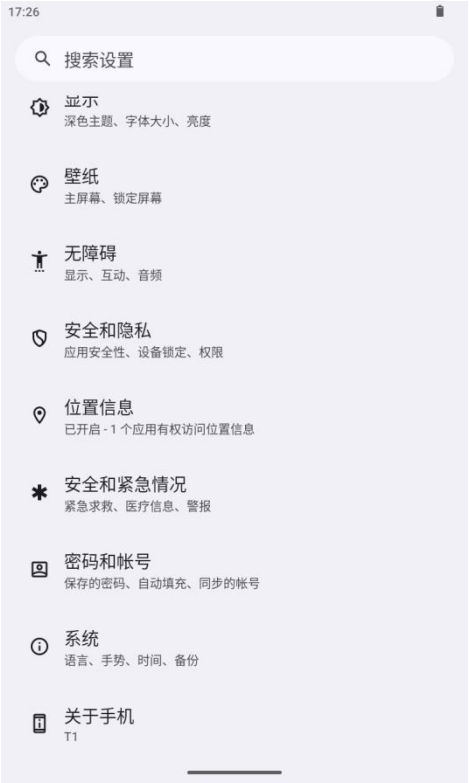 17:26
搜索设置
显示
深色主题、字体大小、亮度
壁纸
主屏幕、锁定屏幕
无障碍
显示、互动、音频
安全和隐私
应用安全性、设备锁定、权限
位置信息
已开启 - 1 个应用有权访问位置信息
安全和紧急情况
紧急求救、医疗信息、警报
密码和帐号
保存的密码、自动填充、同步的帐号
系统
语言、手势、时间、备份
关于手机
T1